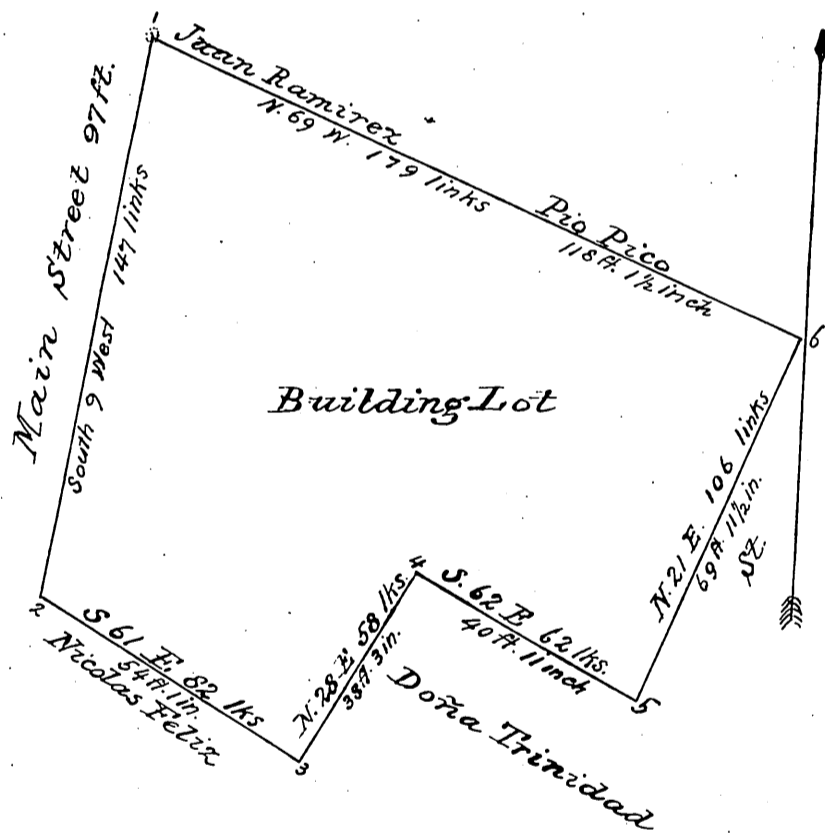 1
Juan Ramirez
N. 69 W. 179 links
Pio Pico
118 ft. 1½ inch
6
Main Street 97 ft.
South 9 West 147 links
Building Lot
N. 21 E. 106 links
69 ft. 11½ in.
St.
2
S 61 E 82 lks
54 ft. 1 in.
Nicolas Feliz
3
N. 28 E 58 lks.
38 ft. 3 in.
4
S. 62 E 62 lks.
40 ft. 11 inch
5
Doña Trinidad